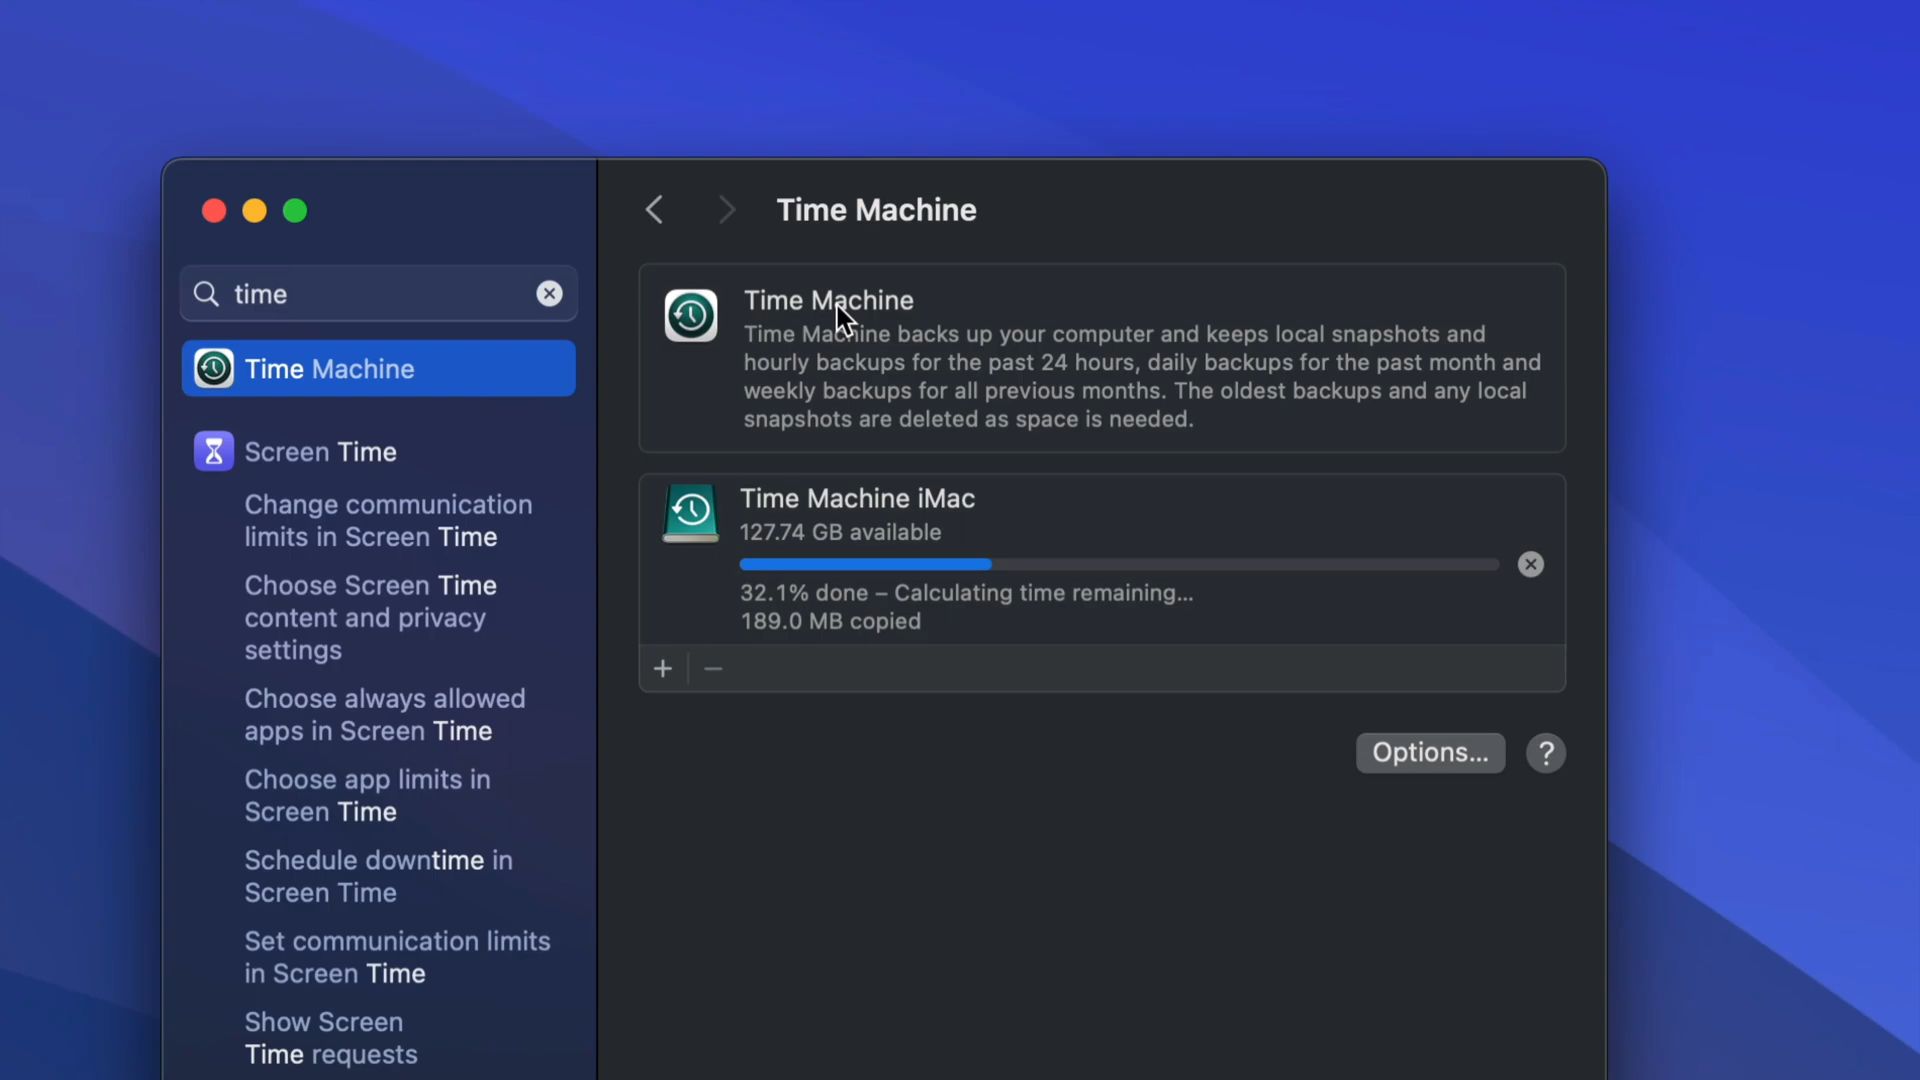 time
Time Machine
Screen Time
Change communication
limits in Screen Time
Choose Screen Time
content and privacy
settings
Choose always allowed
apps in Screen Time
Choose app limits in
Screen Time
Schedule downtime in
Screen Time
Set communication limits
in Screen Time
Show Screen
Time requests
Time Machine
Time Machine
Time Machine backs up your computer and keeps local snapshots and
hourly backups for the past 24 hours, daily backups for the past month and
weekly backups for all previous months. The oldest backups and any local
snapshots are deleted as space is needed.
Time Machine iMac
127.74 GB available
32.1% done – Calculating time remaining...
189.0 MB copied
+ −
Options... ?